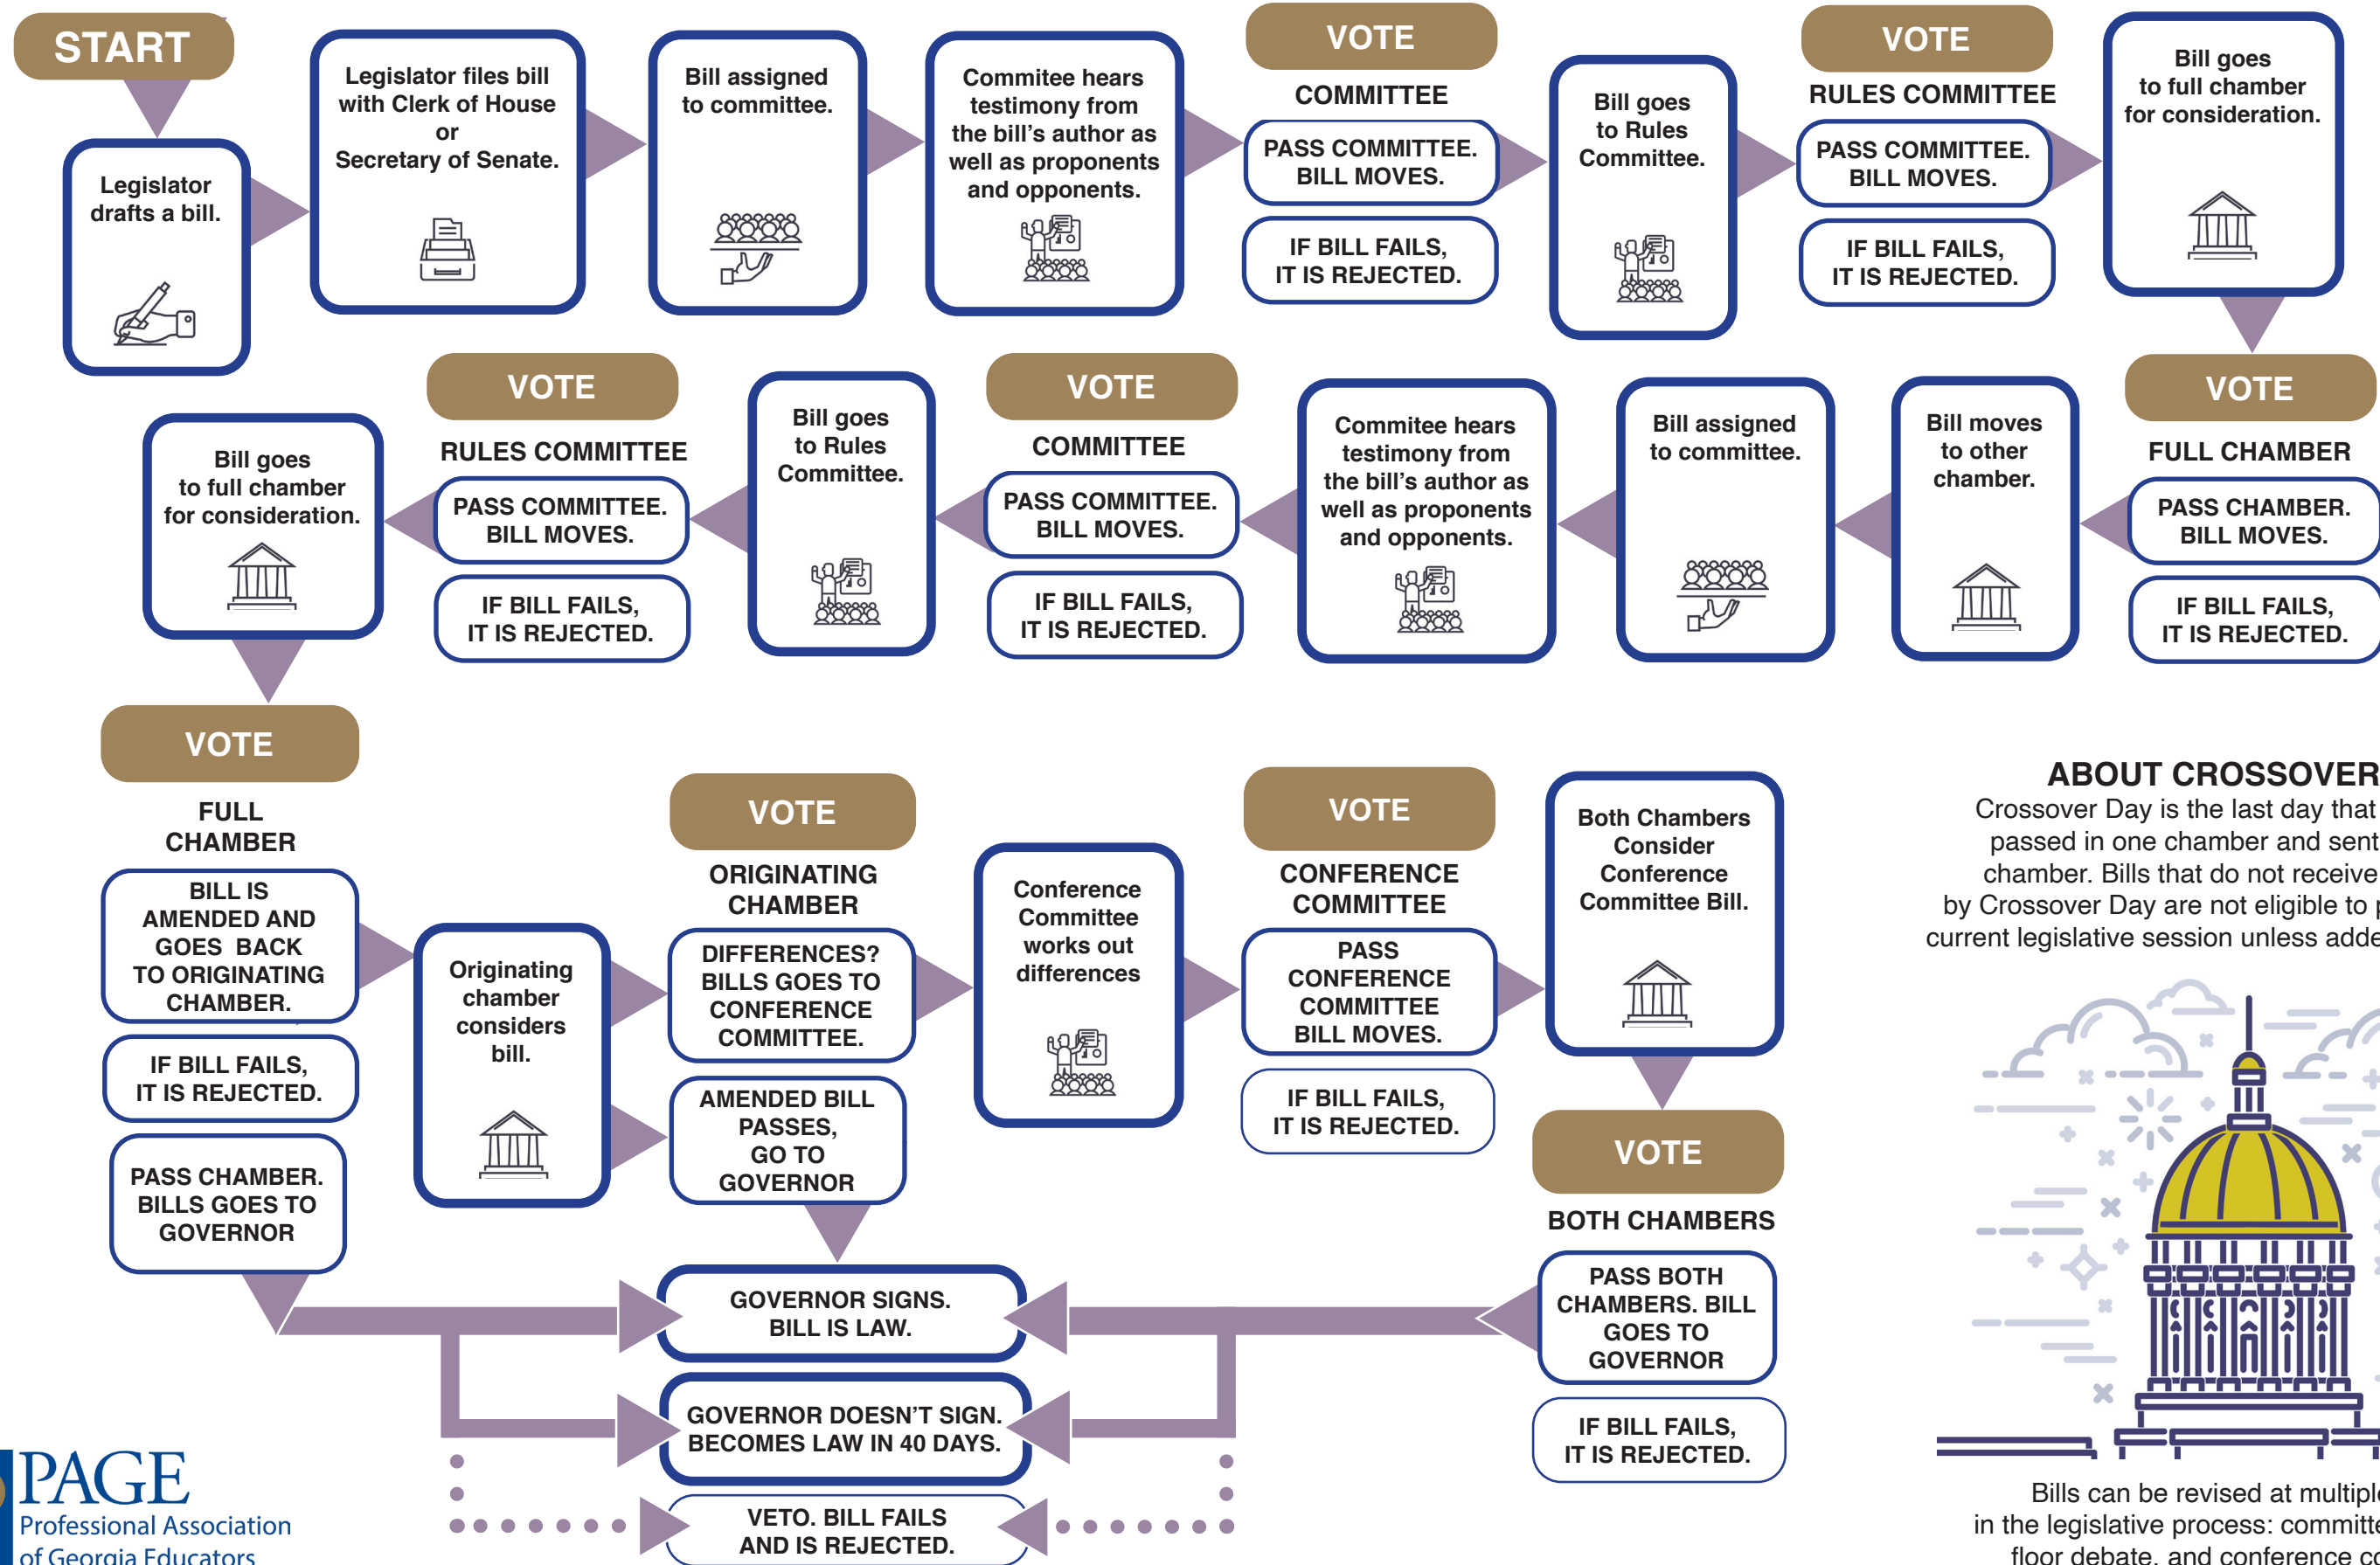 START
Legislator
drafts a bill.
Legislator files bill
with Clerk of House
or
Secretary of Senate.
Bill assigned
to committee.
Commitee hears
testimony from
the bill's author as
well as proponents
and opponents.
VOTE
COMMITTEE
PASS COMMITTEE.
BILL MOVES.
IF BILL FAILS,
IT IS REJECTED.
Bill goes
to Rules
Committee.
VOTE
RULES COMMITTEE
PASS COMMITTEE.
BILL MOVES.
IF BILL FAILS,
IT IS REJECTED.
Bill goes
to full chamber
for consideration.
VOTE
FULL CHAMBER
PASS CHAMBER.
BILL MOVES.
IF BILL FAILS,
IT IS REJECTED.
Bill moves
to other
chamber.
Bill assigned
to committee.
Commitee hears
testimony from
the bill's author as
well as proponents
and opponents.
VOTE
COMMITTEE
PASS COMMITTEE.
BILL MOVES.
IF BILL FAILS,
IT IS REJECTED.
Bill goes
to Rules
Committee.
VOTE
RULES COMMITTEE
PASS COMMITTEE.
BILL MOVES.
IF BILL FAILS,
IT IS REJECTED.
Bill goes
to full chamber
for consideration.
VOTE
FULL
CHAMBER
BILL IS
AMENDED AND
GOES BACK
TO ORIGINATING
CHAMBER.
IF BILL FAILS,
IT IS REJECTED.
PASS CHAMBER.
BILLS GOES TO
GOVERNOR
Originating
chamber
considers
bill.
VOTE
ORIGINATING
CHAMBER
DIFFERENCES?
BILLS GOES TO
CONFERENCE
COMMITTEE.
AMENDED BILL
PASSES,
GO TO
GOVERNOR
Conference
Committee
works out
differences
VOTE
CONFERENCE
COMMITTEE
PASS
CONFERENCE
COMMITTEE
BILL MOVES.
IF BILL FAILS,
IT IS REJECTED.
Both Chambers
Consider
Conference
Committee Bill.
VOTE
BOTH CHAMBERS
PASS BOTH
CHAMBERS. BILL
GOES TO
GOVERNOR
IF BILL FAILS,
IT IS REJECTED.
GOVERNOR SIGNS.
BILL IS LAW.
GOVERNOR DOESN'T SIGN.
BECOMES LAW IN 40 DAYS.
VETO. BILL FAILS
AND IS REJECTED.
ABOUT CROSSOVER
Crossover Day is the last day that
passed in one chamber and sent
chamber. Bills that do not receive
by Crossover Day are not eligible to
current legislative session unless
Bills can be revised at
in the legislative process:
floor debate, and conference
PAGE
Professional Association
of Georgia Educators